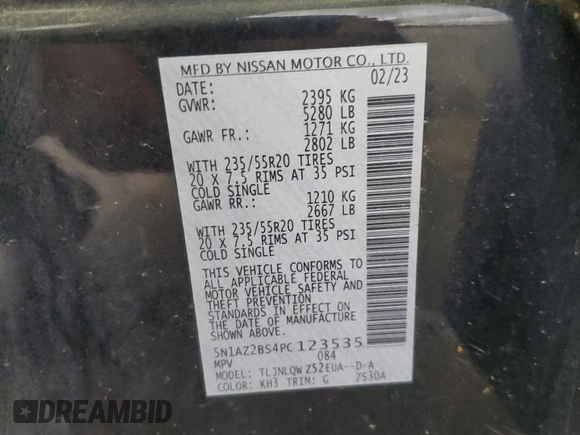 MFD BY NISSAN MOTOR CO., LTD.
DATE: 02/23
GVWR: 2395 KG
5280 LB
GAWR FR.: 1271 KG
2802 LB
WITH 235/55R20 TIRES
20 X 7.5 RIMS AT 35 PSI
COLD SINGLE
GAWR RR.: 1210 KG
2667 LB
WITH 235/55R20 TIRES
20 X 7.5 RIMS AT 35 PSI
COLD SINGLE
THIS VEHICLE CONFORMS TO
ALL APPLICABLE FEDERAL
MOTOR VEHICLE SAFETY AND
THEFT PREVENTION
STANDARDS IN EFFECT ON
THE DATE OF MANUFACTURE
SHOWN ABOVE.
5N1AZ2BS4PC123535
MPV 084
MODEL: TLJNLQW Z52EUA--D-A
COLOR: KH3 TRIM: G Z530A
DREAMBID